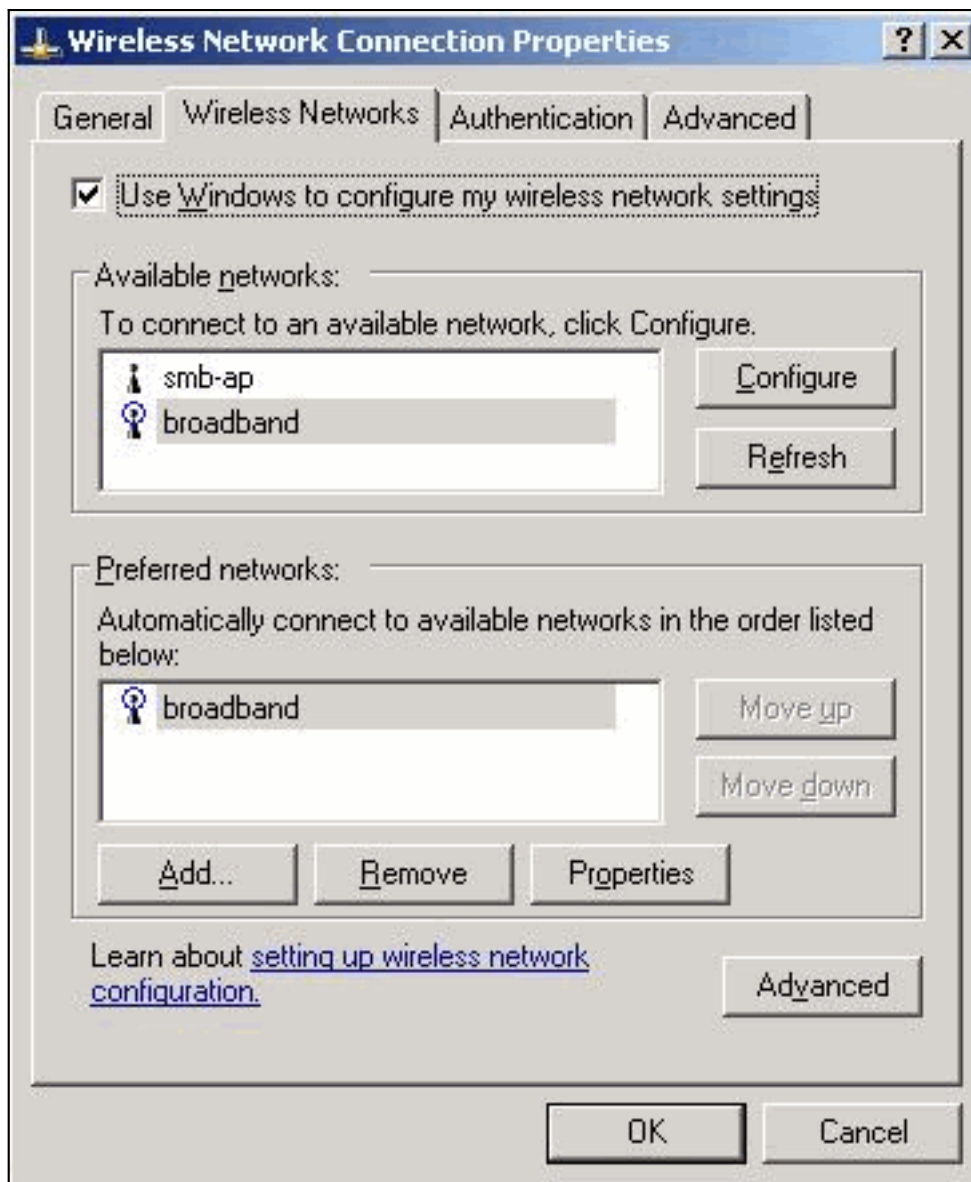 Wireless Network Connection Properties
General Wireless Networks Authentication Advanced
Use Windows to configure my wireless network settings
Available networks:
To connect to an available network, click Configure.
smb-ap
broadband
Configure
Refresh
Preferred networks:
Automatically connect to available networks in the order listed
below:
broadband
Move up
Move down
Add... Remove Properties
Learn about setting up wireless network
configuration.
Advanced
OK Cancel